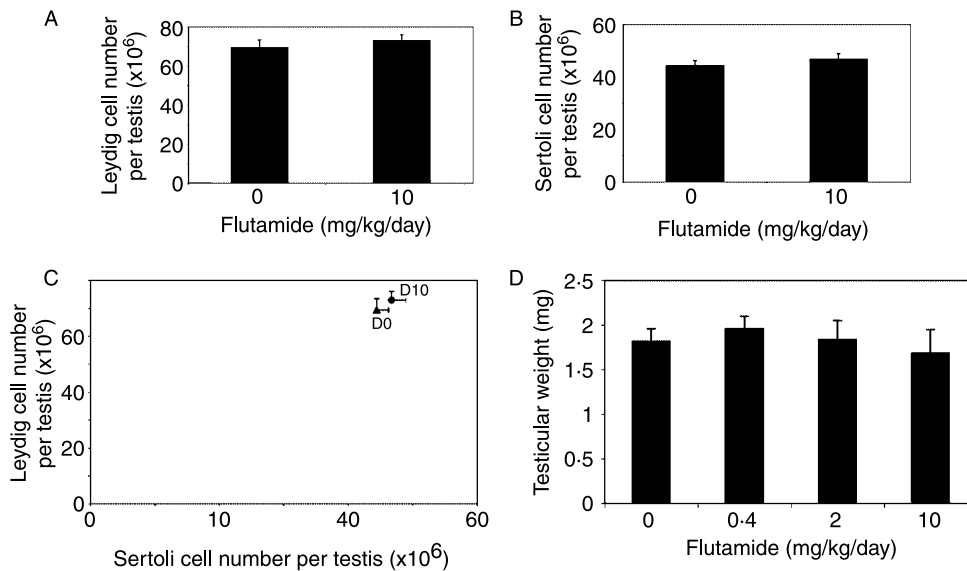 A
Leydig cell number
per testis (x10⁶)
80
60
40
20
0
0
10
Flutamide (mg/kg/day)
B
Sertoli cell number
per testis (x10⁶)
60
40
20
0
0
10
Flutamide (mg/kg/day)
C
Leydig cell number
per testis (x10⁶)
60
40
20
0
D10
D0
0
10
40
60
Sertoli cell number per testis (x10⁶)
D
Testicular weight (mg)
2·5
2
1·5
1
0·5
0
0
0·4
2
10
Flutamide (mg/kg/day)